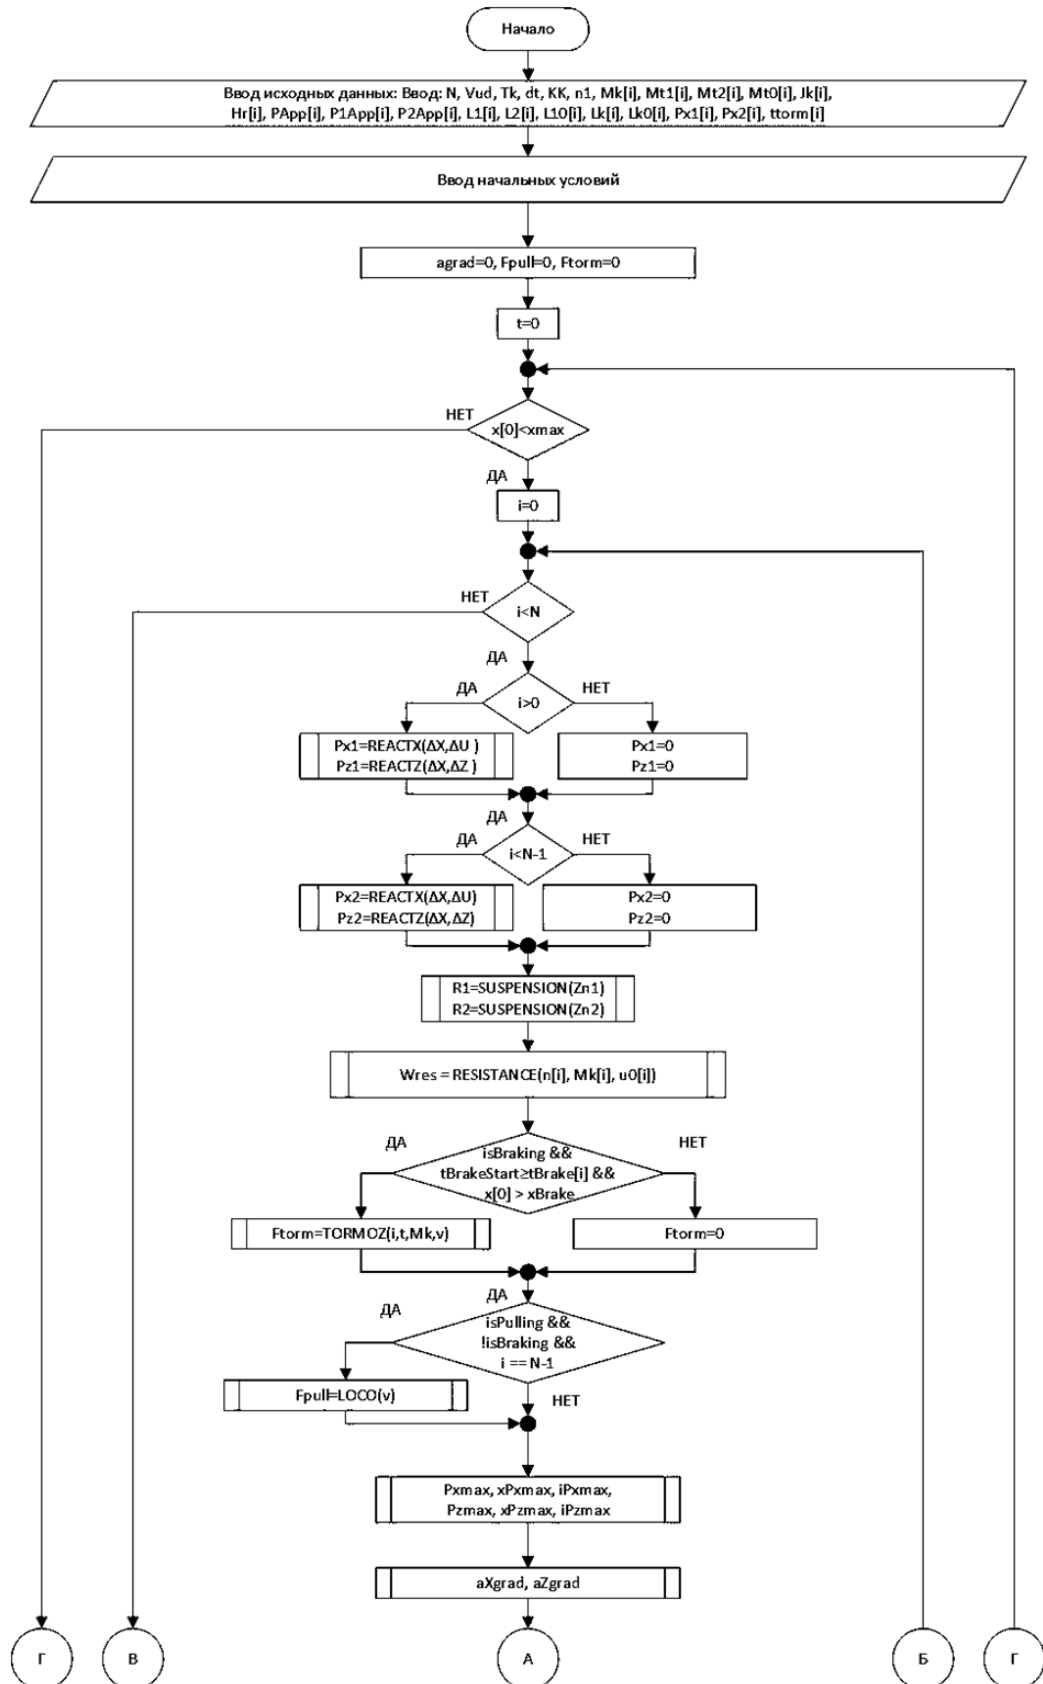 Начало
Ввод исходных данных: Ввод: N, Vud, Tk, dt, KK, n1, Mk[i], Mt1[i], Mt2[i], Mt0[i], Jk[i],
Hr[i], PApp[i], P1App[i], P2App[i], L1[i], L2[i], L10[i], Lk[i], Lk0[i], Px1[i], Px2[i], ttorm[i]
Ввод начальных условий
agrad=0, Fpull=0, Ftorm=0
t=0
НЕТ
x[0]<xmax
ДА
i=0
НЕТ
i<N
ДА
ДА
НЕТ
i>0
Px1=REACTX(ΔX,ΔU )
Pz1=REACTZ(ΔX,ΔZ )
Px1=0
Pz1=0
ДА
ДА
НЕТ
i<N-1
Px2=REACTX(ΔX,ΔU)
Pz2=REACTZ(ΔX,ΔZ)
Px2=0
Pz2=0
R1=SUSPENSION(Zn1)
R2=SUSPENSION(Zn2)
Wres = RESISTANCE(n[i], Mk[i], u0[i])
ДА
НЕТ
isBraking &&
tBrakeStart≥tBrake[i] &&
x[0] > xBrake
Ftorm=TORMOZ(i,t,Mk,v)
Ftorm=0
ДА
ДА
isPulling &&
!isBraking &&
i == N-1
Fpull=LOCO(v)
НЕТ
Pxmax, xPxmax, iPxmax,
Pzmax, xPzmax, iPzmax
aXgrad, aZgrad
Г
В
А
Б
Г